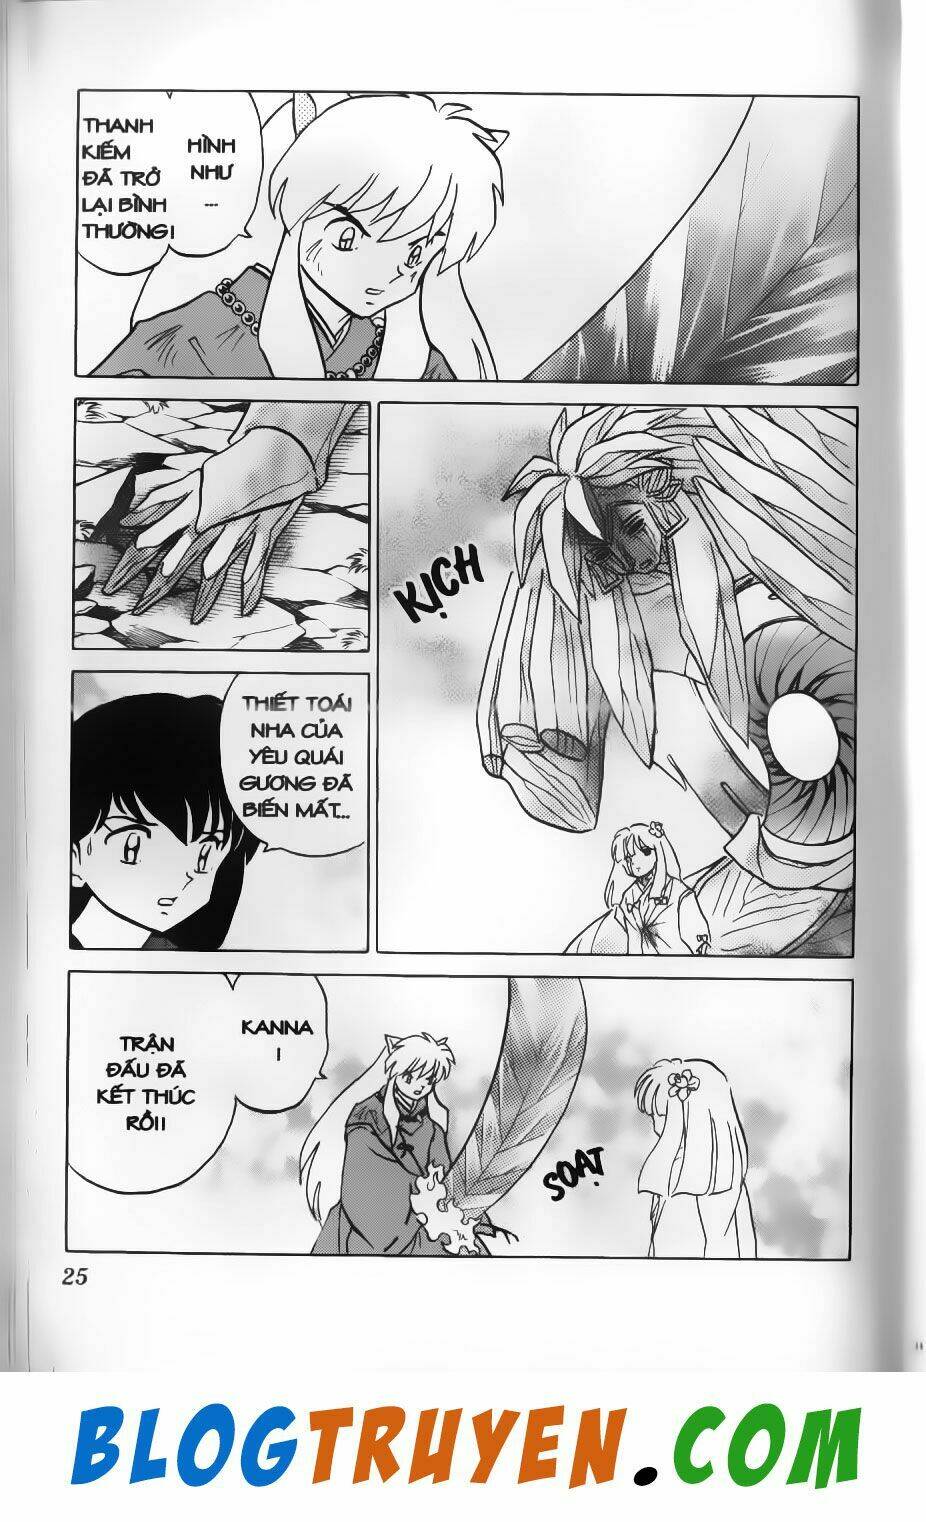 HÌNH
NHƯ
...
THANH
KIẾM
ĐÃ TRỞ
LẠI BÌNH
THƯỜNG!
KỊCH
THIẾT TOÁI
NHA CỦA
YÊU QUÁI
GƯƠNG ĐÃ
BIẾN MẤT...
KANNA
!
TRẬN
ĐẤU ĐÃ
KẾT THÚC
RỒI!
SOẠT
25
BLOGTRUYEN.COM